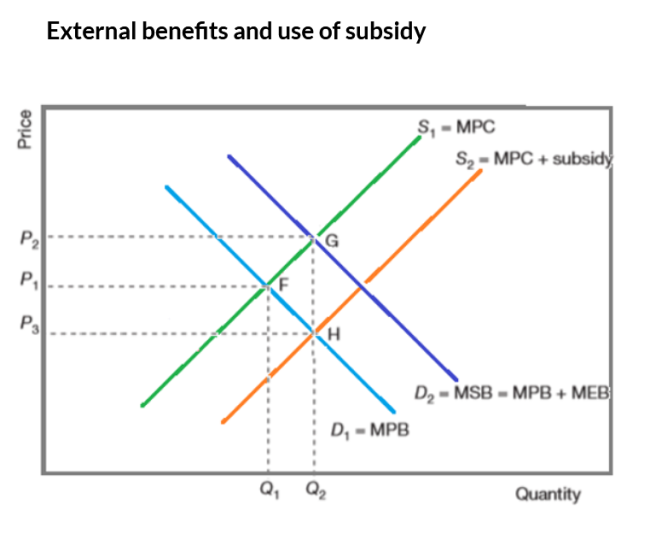 External benefits and use of subsidy
Price
S₁ = MPC
S₂ = MPC + subsidy
P₂
G
P₁
F
P₃
H
D₂ = MSB = MPB + MEB
D₁ = MPB
Q₁ Q₂
Quantity